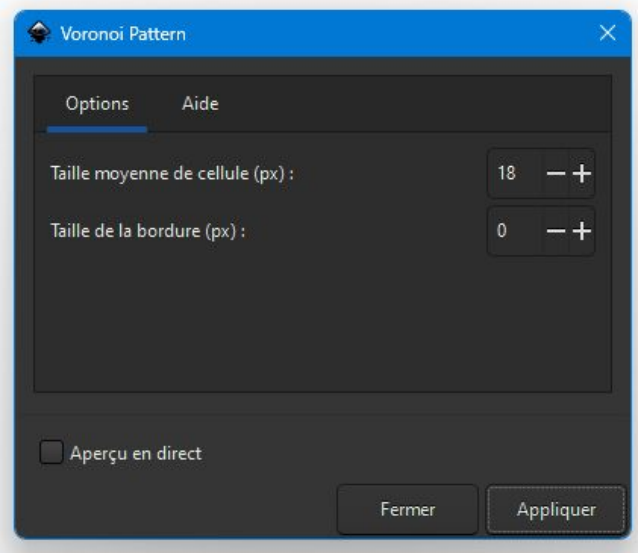 Voronoi Pattern
Options Aide
Taille moyenne de cellule (px) : 18
Taille de la bordure (px) : 0
Aperçu en direct
Fermer Appliquer